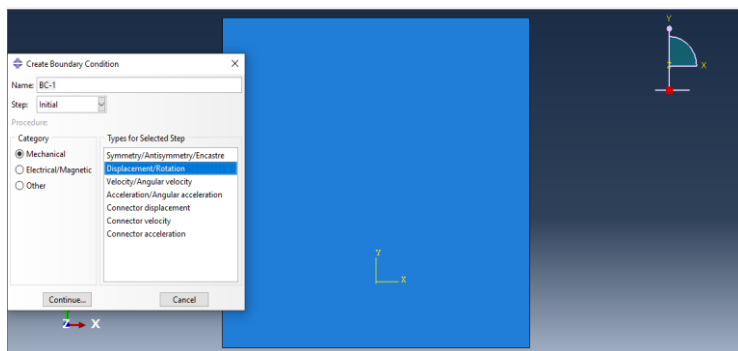 Create Boundary Condition
Name: BC-1
Step: Initial
Procedure:
Category
Mechanical
Electrical/Magnetic
Other
Types for Selected Step
Symmetry/Antisymmetry/Encastre
Displacement/Rotation
Velocity/Angular velocity
Acceleration/Angular acceleration
Connector displacement
Connector velocity
Connector acceleration
Continue...
Cancel
Z X
Y
X
Y
Z X